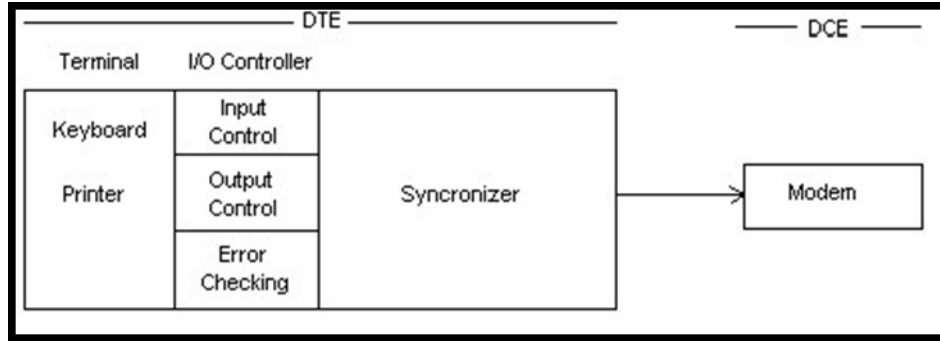 DTE
DCE
Terminal
I/O Controller
Keyboard
Printer
Input
Control
Output
Control
Error
Checking
Syncronizer
Modem